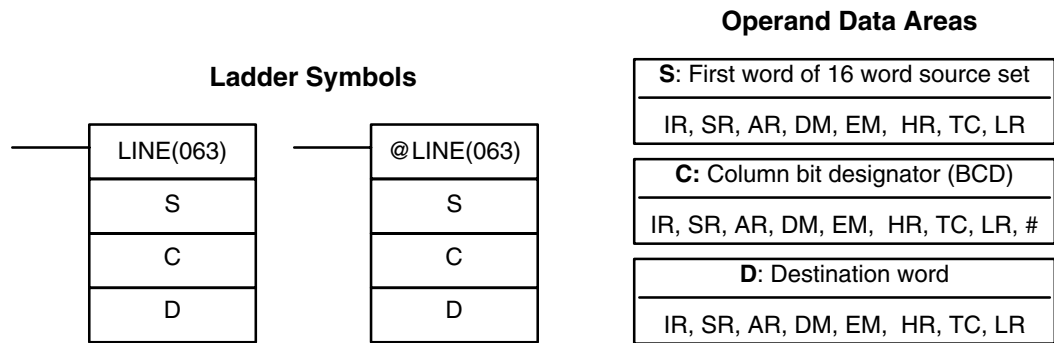 Ladder Symbols
LINE(063)
S
C
D
@LINE(063)
S
C
D
Operand Data Areas
S: First word of 16 word source set
IR, SR, AR, DM, EM, HR, TC, LR
C: Column bit designator (BCD)
IR, SR, AR, DM, EM, HR, TC, LR, #
D: Destination word
IR, SR, AR, DM, EM, HR, TC, LR